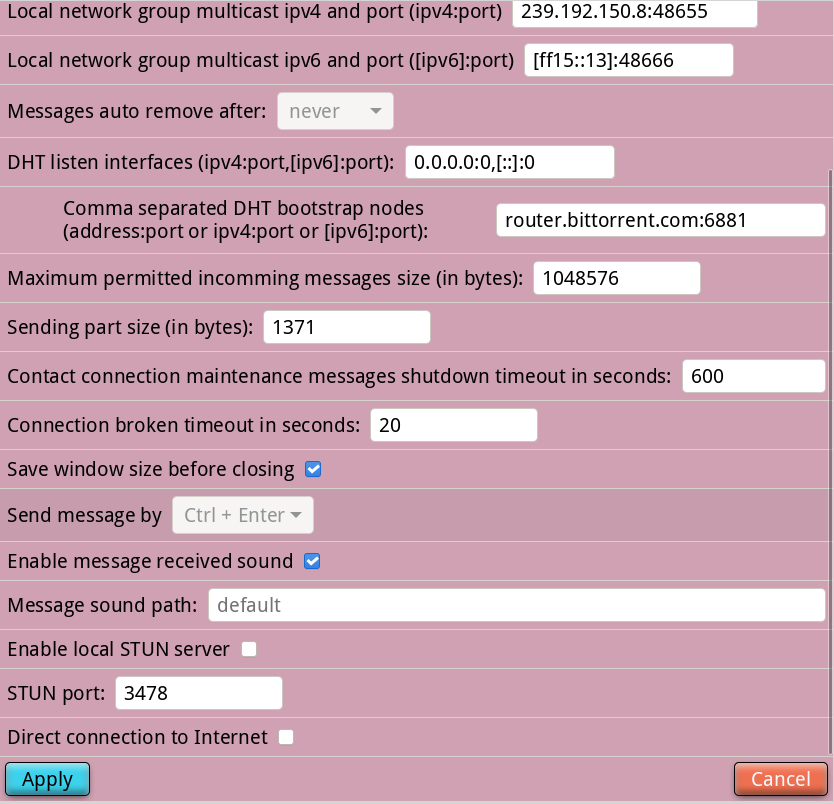 Local network group multicast ipv4 and port (ipv4:port) 239.192.150.8:48655
Local network group multicast ipv6 and port ([ipv6]:port) [ff15::13]:48666
Messages auto remove after: never
DHT listen interfaces (ipv4:port,[ipv6]:port): 0.0.0.0:0,[::]:0
Comma separated DHT bootstrap nodes
(address:port or ipv4:port or [ipv6]:port): router.bittorrent.com:6881
Maximum permitted incomming messages size (in bytes): 1048576
Sending part size (in bytes): 1371
Contact connection maintenance messages shutdown timeout in seconds: 600
Connection broken timeout in seconds: 20
Save window size before closing
Send message by Ctrl + Enter
Enable message received sound
Message sound path: default
Enable local STUN server
STUN port: 3478
Direct connection to Internet
Apply Cancel